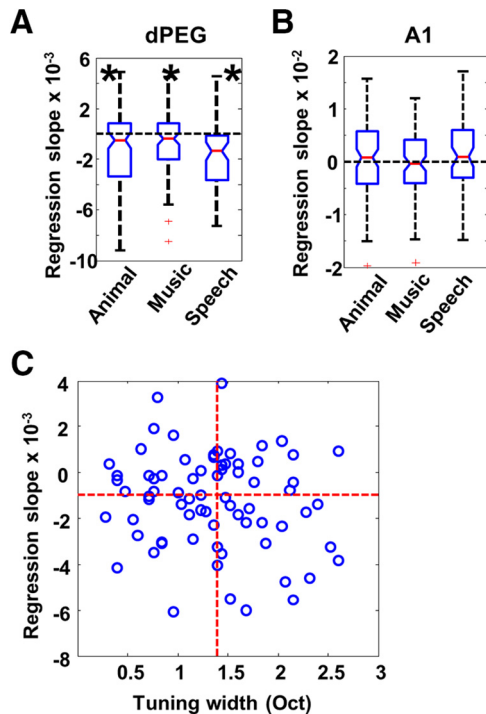 A
dPEG
Regression slope x 10-3
6
2
-2
-6
-10
* * *
Animal
Music
Speech
B
A1
Regression slope x 10-2
2
1
0
-1
-2
Animal
Music
Speech
C
Regression slope x 10-3
4
2
0
-2
-4
-6
-8
0.5 1 1.5 2 2.5 3
Tuning width (Oct)